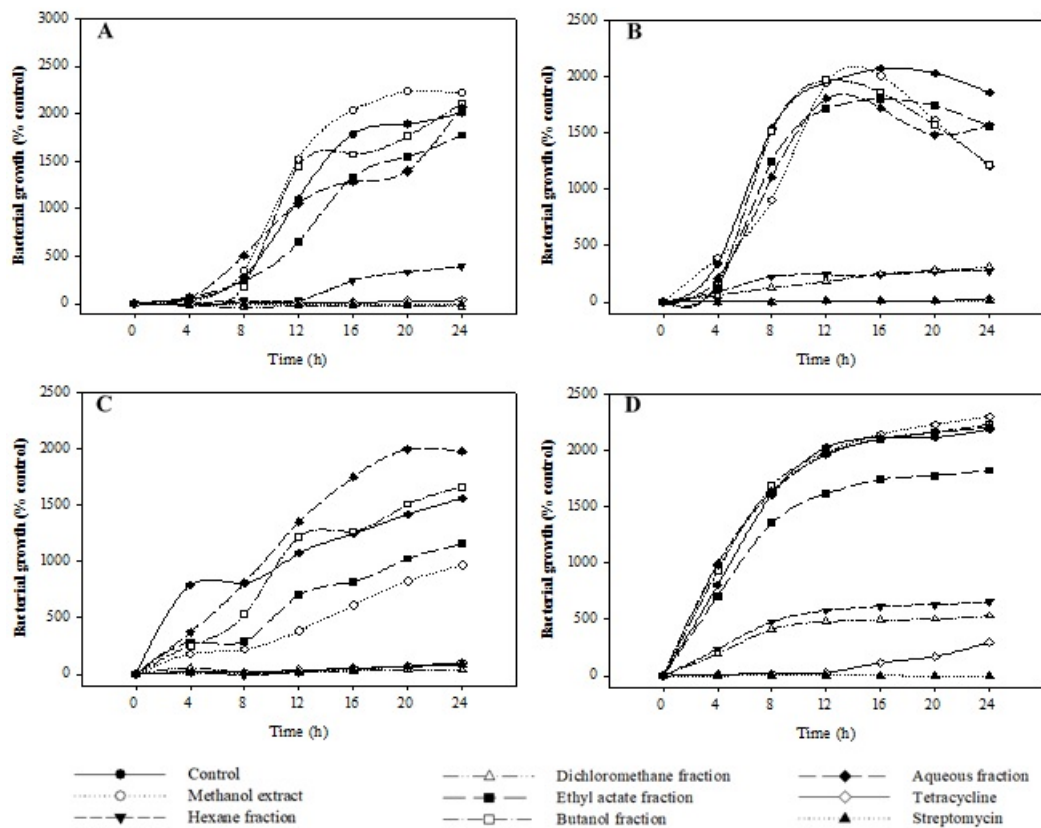 A
Bacterial growth (% control)
3000
2500
2000
1500
1000
500
0
0 4 8 12 16 20 24
Time (h)
B
Bacterial growth (% control)
2500
2000
1500
1000
500
0
0 4 8 12 16 20 24
Time (h)
C
Bacterial growth (% control)
2500
2000
1500
1000
500
0
0 4 8 12 16 20 24
Time (h)
D
Bacterial growth (% control)
2500
2000
1500
1000
500
0
0 4 8 12 16 20 24
Time (h)
Control
Methanol extract
Hexane fraction
Dichloromethane fraction
Ethyl actate fraction
Butanol fraction
Aqueous fraction
Tetracycline
Streptomycin